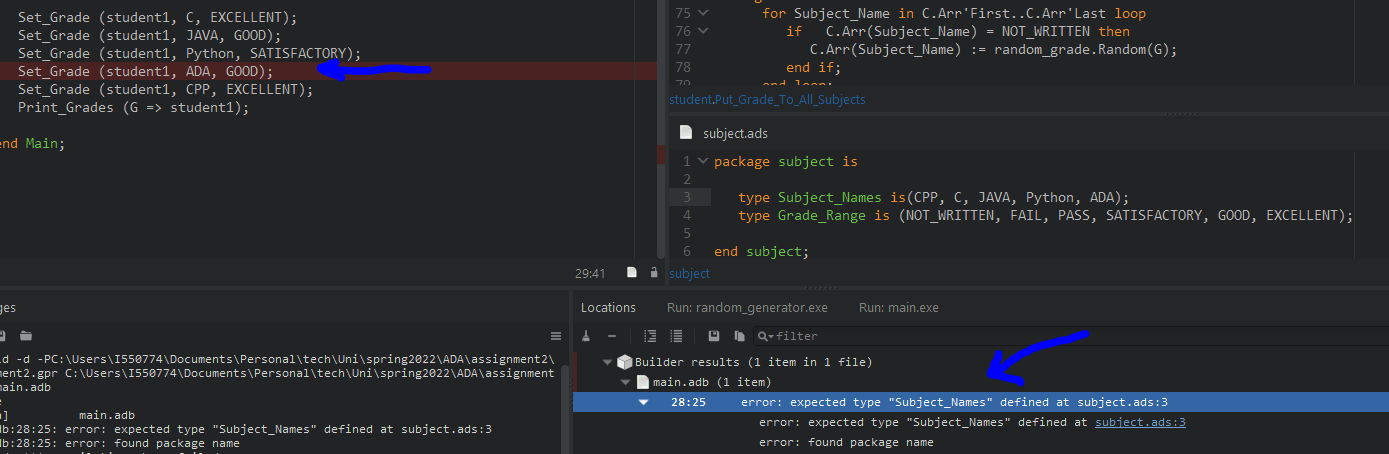 Set_Grade (student1, C, EXCELLENT);
Set_Grade (student1, JAVA, GOOD);
Set_Grade (student1, Python, SATISFACTORY);
Set_Grade (student1, ADA, GOOD);
Set_Grade (student1, CPP, EXCELLENT);
Print_Grades (G => student1);
nd Main;
29:41
75 for Subject_Name in C.Arr'First..C.Arr'Last loop
76 if C.Arr(Subject_Name) = NOT_WRITTEN then
77 C.Arr(Subject_Name) := random_grade.Random(G);
78 end if;
end loop;
student.Put_Grade_To_All_Subjects
subject.ads
1 package subject is
2
3 type Subject_Names is(CPP, C, JAVA, Python, ADA);
4 type Grade_Range is (NOT_WRITTEN, FAIL, PASS, SATISFACTORY, GOOD, EXCELLENT);
5
6 end subject;
subject
ges
ld -d -PC:\Users\I550774\Documents\Personal\tech\Uni\spring2022\ADA\assignment2\
ment2.gpr C:\Users\I550774\Documents\Personal\tech\Uni\spring2022\ADA\assignment
main.adb
e
a] main.adb
db:28:25: error: expected type "Subject_Names" defined at subject.ads:3
db:28:25: error: found package name
Locations Run: random_generator.exe Run: main.exe
filter
Builder results (1 item in 1 file)
main.adb (1 item)
28:25 error: expected type "Subject_Names" defined at subject.ads:3
error: expected type "Subject_Names" defined at subject.ads:3
error: found package name